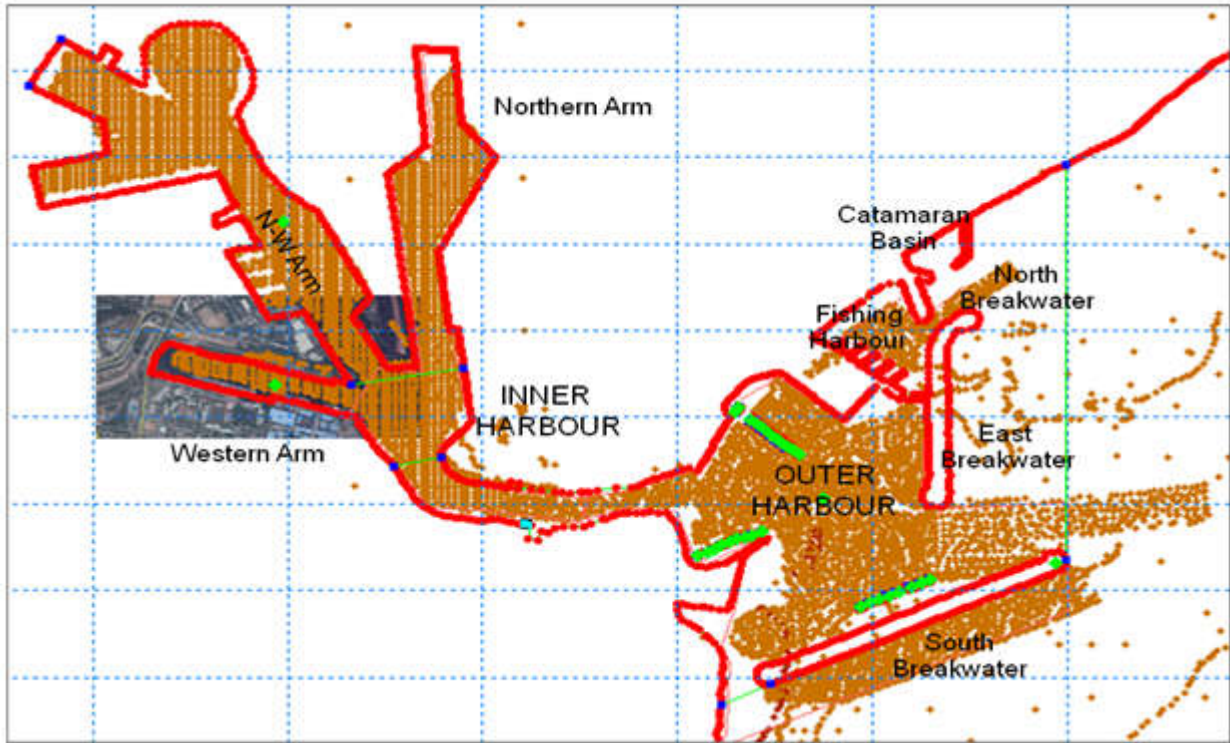 Northern Arm
Catamaran
Basin
N-W Arm
North
Breakwater
Fishing
Harbour
INNER
HARBOUR
Western Arm
East
Breakwater
OUTER
HARBOUR
South
Breakwater